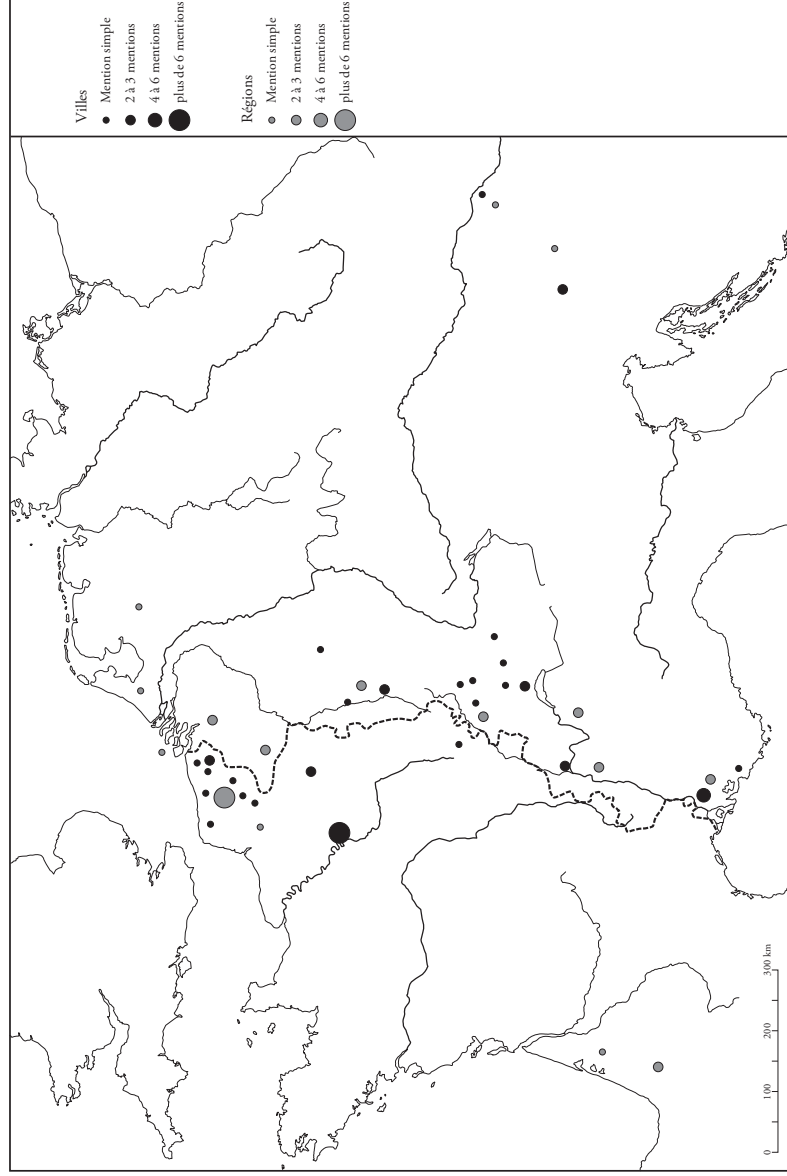 Villes
Mention simple
2 à 3 mentions
4 à 6 mentions
plus de 6 mentions
Régions
Mention simple
2 à 3 mentions
4 à 6 mentions
plus de 6 mentions
0 100 200 300 km